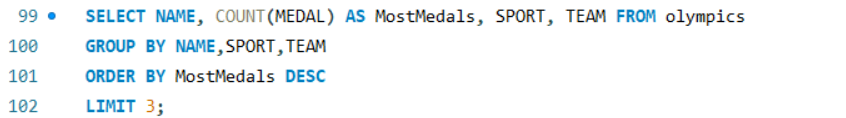 99 SELECT NAME, COUNT(MEDAL) AS MostMedals, SPORT, TEAM FROM olympics
100 GROUP BY NAME,SPORT,TEAM
101 ORDER BY MostMedals DESC
102 LIMIT 3;